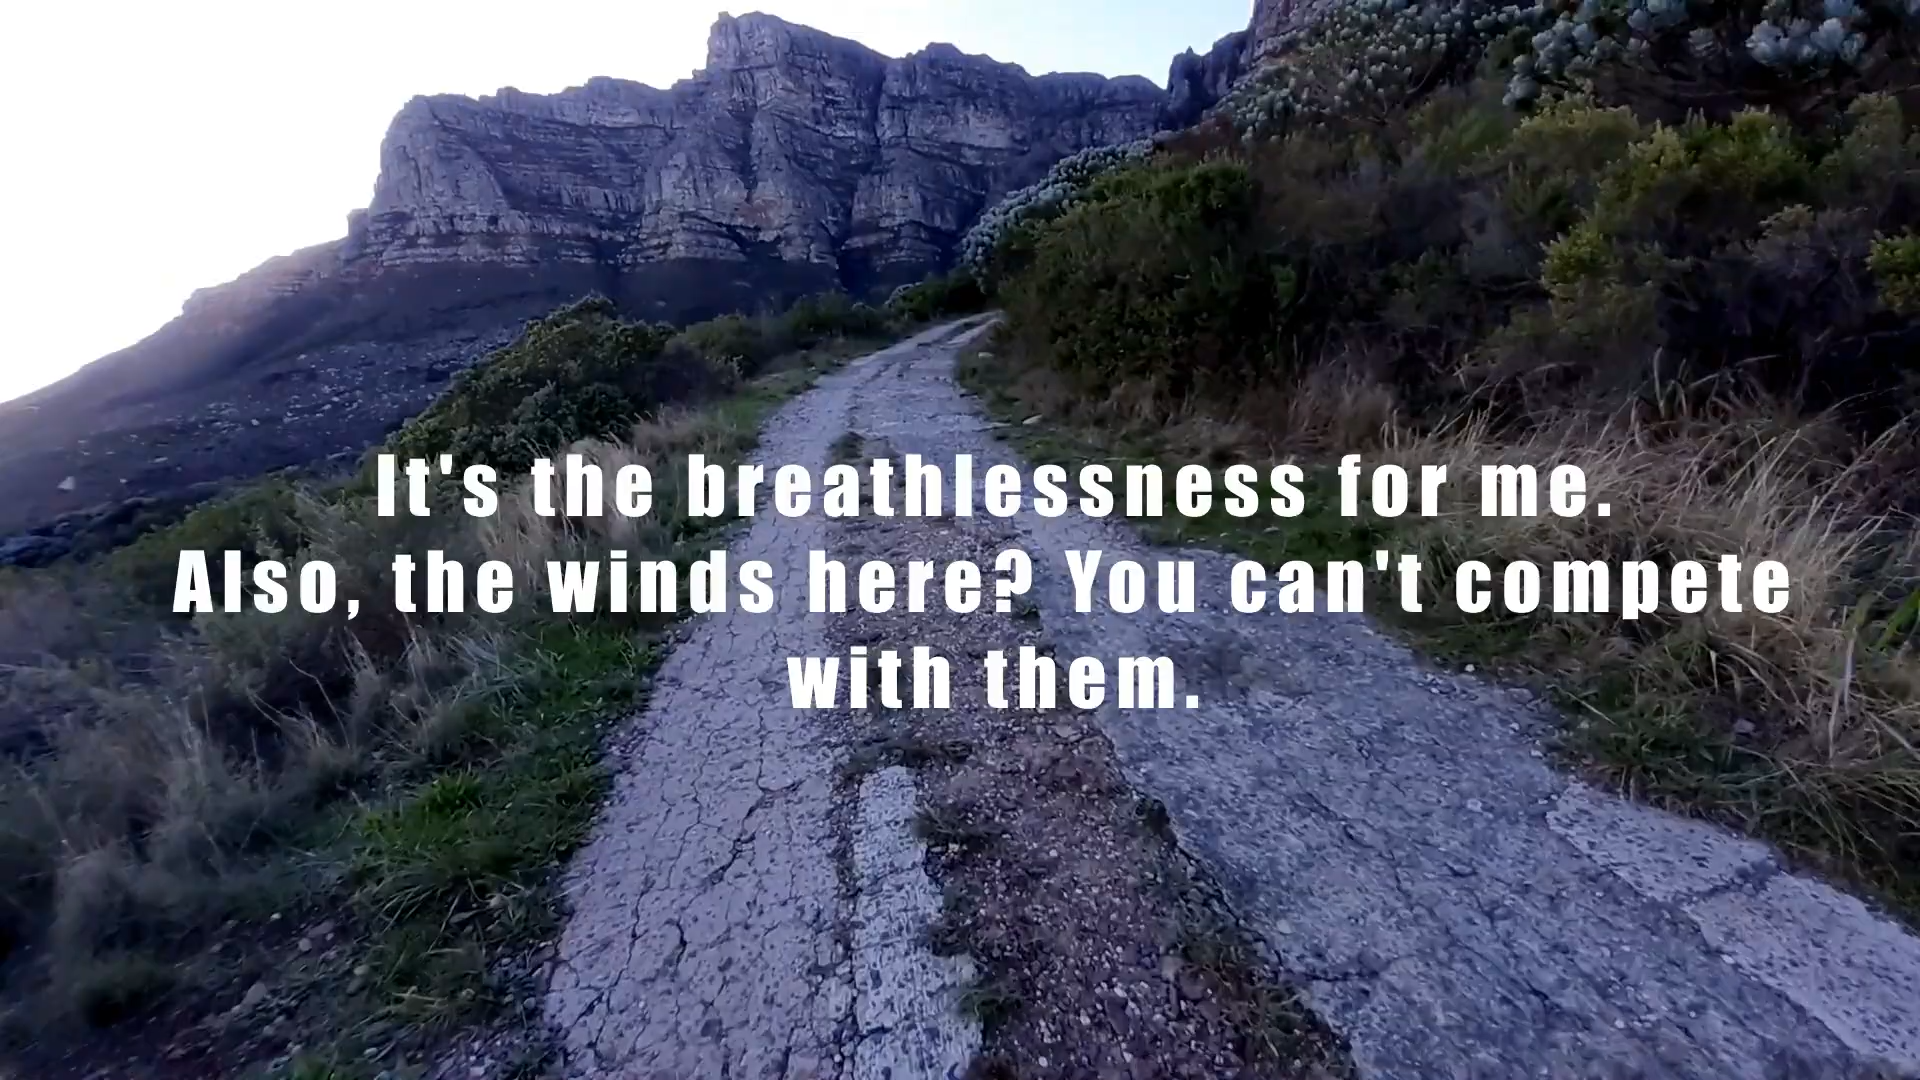 It's the breathlessness for me.
Also, the winds here? You can't compete
with them.